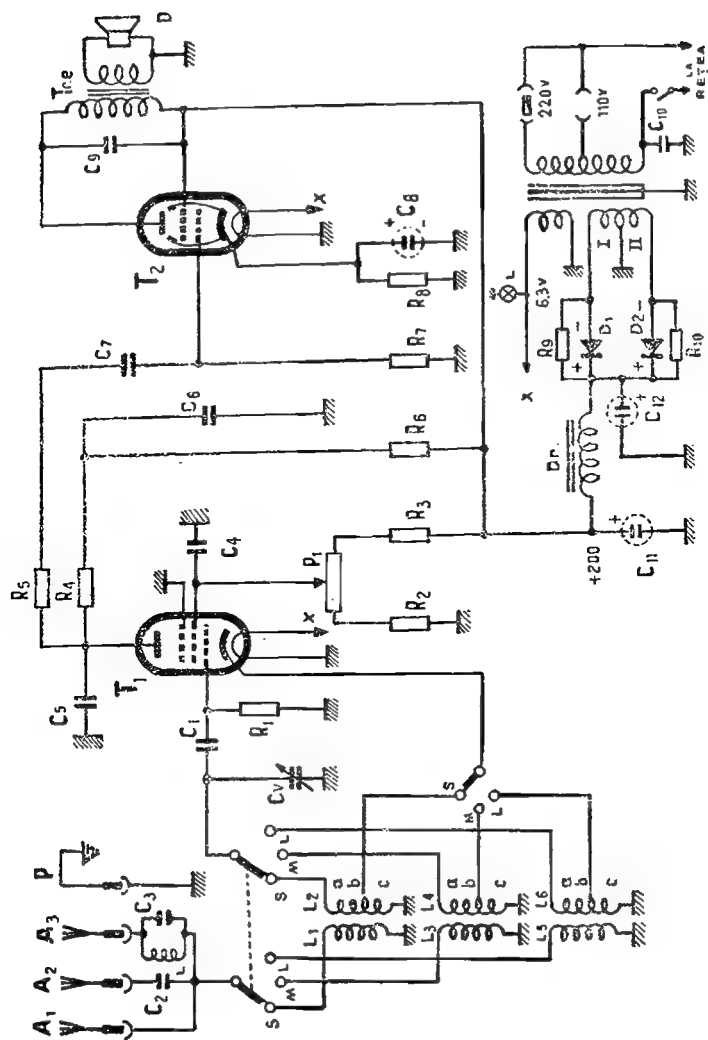 A1
A2
A3
P
C2
L
C3
S
M
L
S
M
L
L1
L2
a
b
c
L3
L4
a
b
c
L5
L6
a
b
c
S
M
L
CV
C1
R1
T1
C5
R5
R4
C4
X
P1
R2
R3
R6
C6
C7
R7
T2
R8
C8
+
-
X
C9
Tre
D
+200
C11
+
Dr.
C12
+
R9
D1
+
-
D2
+
-
R10
X
6,3V
L
I
II
220V
110V
C10
LA
RETEA